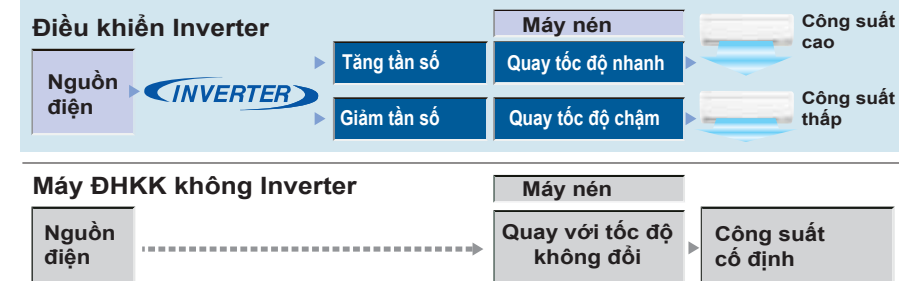 Điều khiển Inverter
Máy nén
Công suất
cao
Nguồn
điện
INVERTER
Tăng tần số
Quay tốc độ nhanh
Giảm tần số
Quay tốc độ chậm
Công suất
thấp
Máy ĐHKK không Inverter
Máy nén
Nguồn
điện
Quay với tốc độ
không đổi
Công suất
cố định